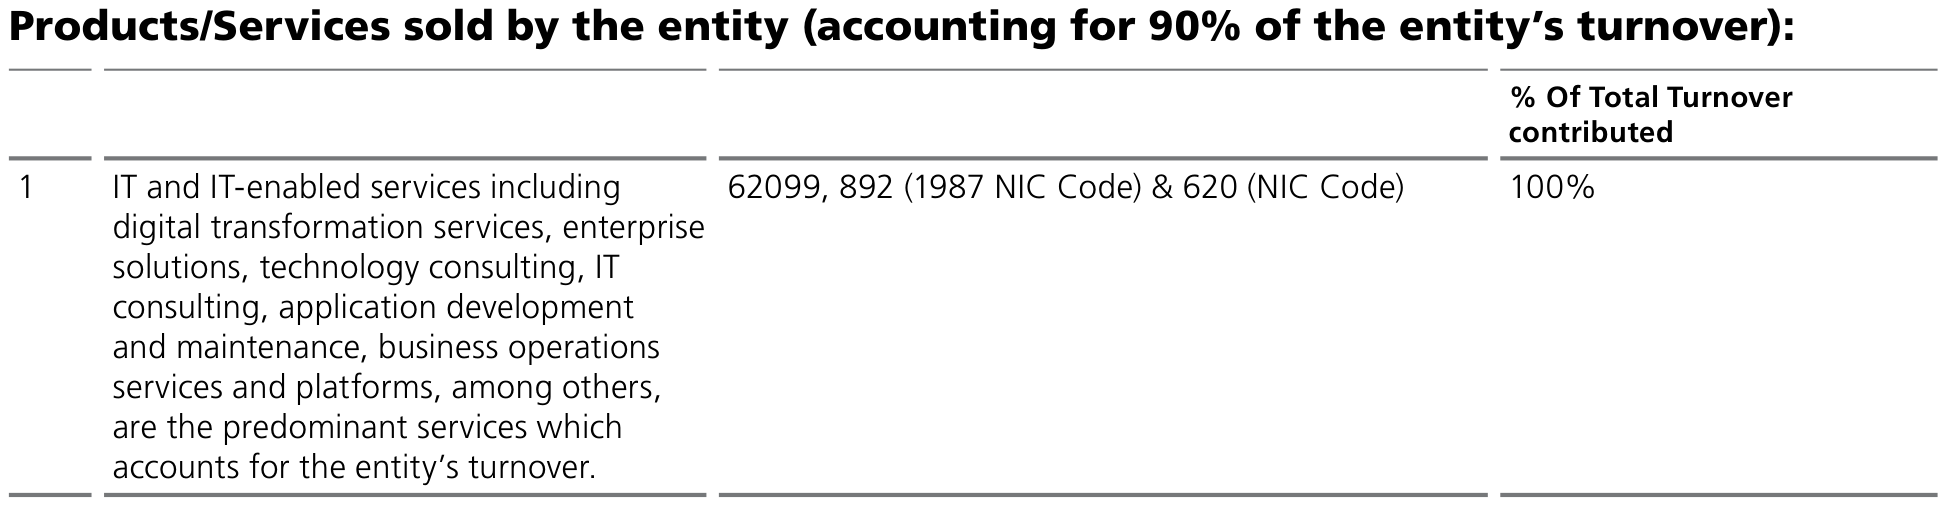 Products/Services sold by the entity (accounting for 90% of the entity’s turnover):
% Of Total Turnover
contributed
1 IT and IT-enabled services including 62099, 892 (1987 NIC Code) & 620 (NIC Code) 100%
digital transformation services, enterprise
solutions, technology consulting, IT
consulting, application development
and maintenance, business operations
services and platforms, among others,
are the predominant services which
accounts for the entity’s turnover.